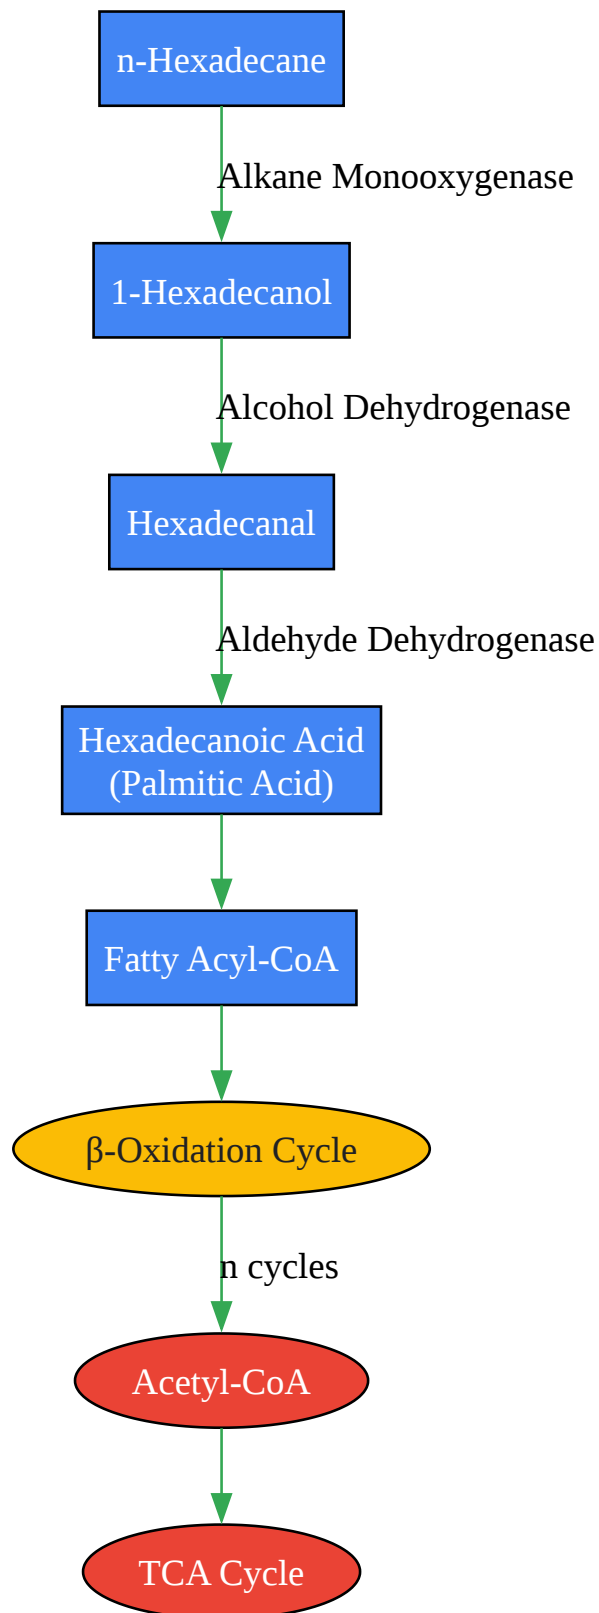 n-Hexadecane
Alkane Monooxygenase
1-Hexadecanol
Alcohol Dehydrogenase
Hexadecanal
Aldehyde Dehydrogenase
Hexadecanoic Acid
(Palmitic Acid)
Fatty Acyl-CoA
β-Oxidation Cycle
n cycles
Acetyl-CoA
TCA Cycle